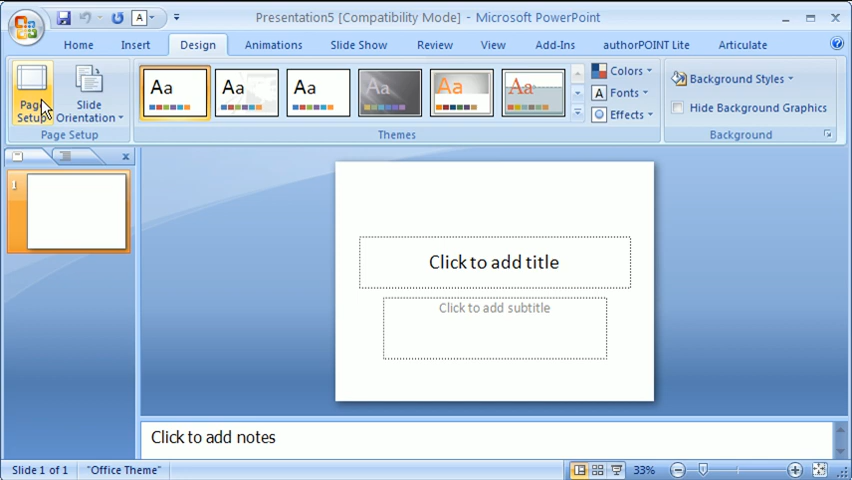 Presentation5 [Compatibility Mode] - Microsoft PowerPoint
Home Insert Design Animations Slide Show Review View Add-Ins authorPOINT Lite Articulate
Page Setup
Slide Orientation
Page Setup
Aa Aa Aa Aa Aa Aa
Themes
Colors
Fonts
Effects
Background Styles
Hide Background Graphics
Background
1
Click to add title
Click to add subtitle
Click to add notes
Slide 1 of 1 "Office Theme" 33%